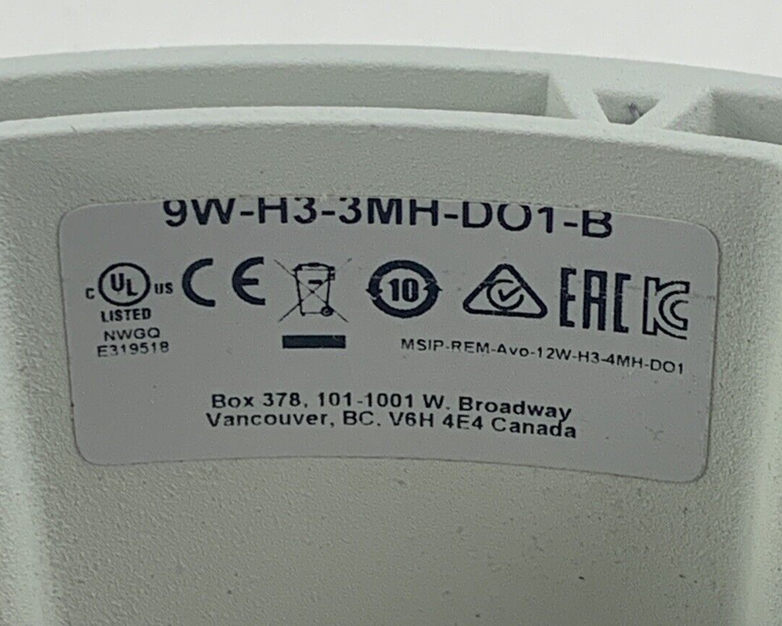 9W-H3-3MH-DO1-B
C UL US CE 10 EAC KC
LISTED
NWGQ
E319518
MSIP-REM-Avo-12W-H3-4MH-DO1
Box 378, 101-1001 W. Broadway
Vancouver, BC, V6H 4E4 Canada